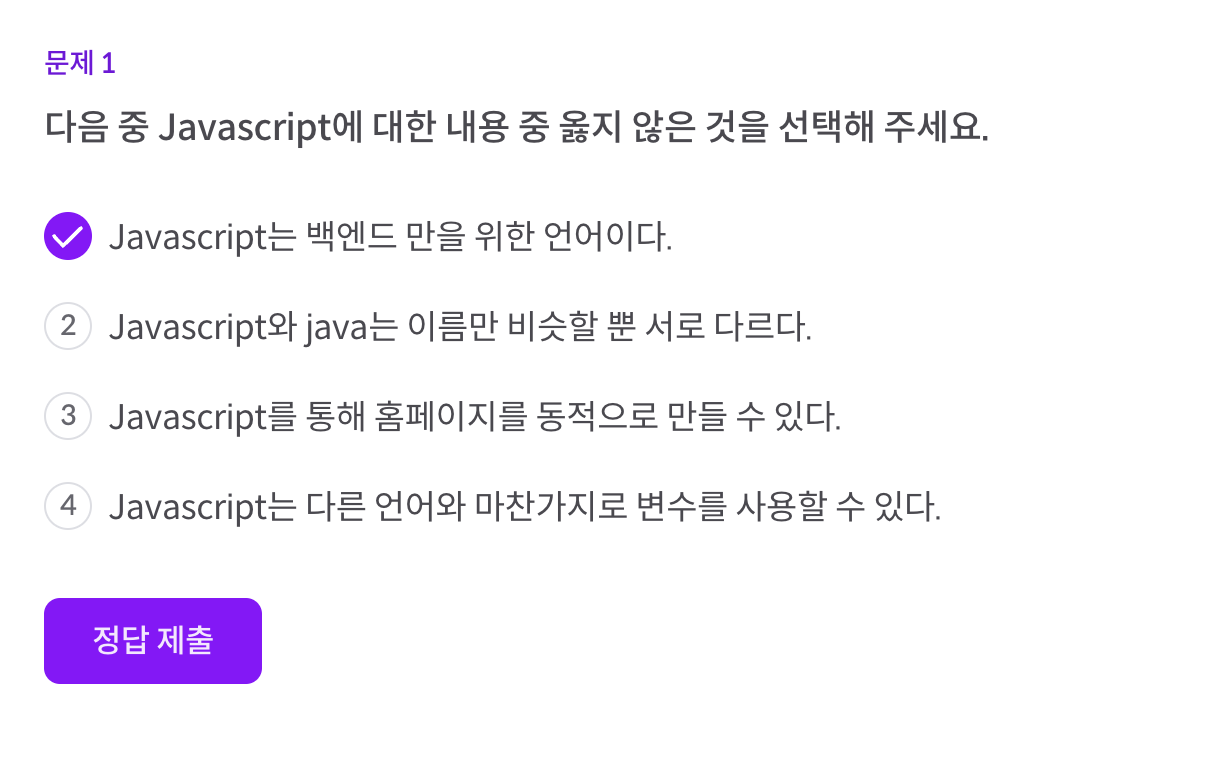 문제 1
다음 중 Javascript에 대한 내용 중 옳지 않은 것을 선택해 주세요.
Javascript는 백엔드 만을 위한 언어이다.
2 Javascript와 java는 이름만 비슷할 뿐 서로 다르다.
3 Javascript를 통해 홈페이지를 동적으로 만들 수 있다.
4 Javascript는 다른 언어와 마찬가지로 변수를 사용할 수 있다.
정답 제출